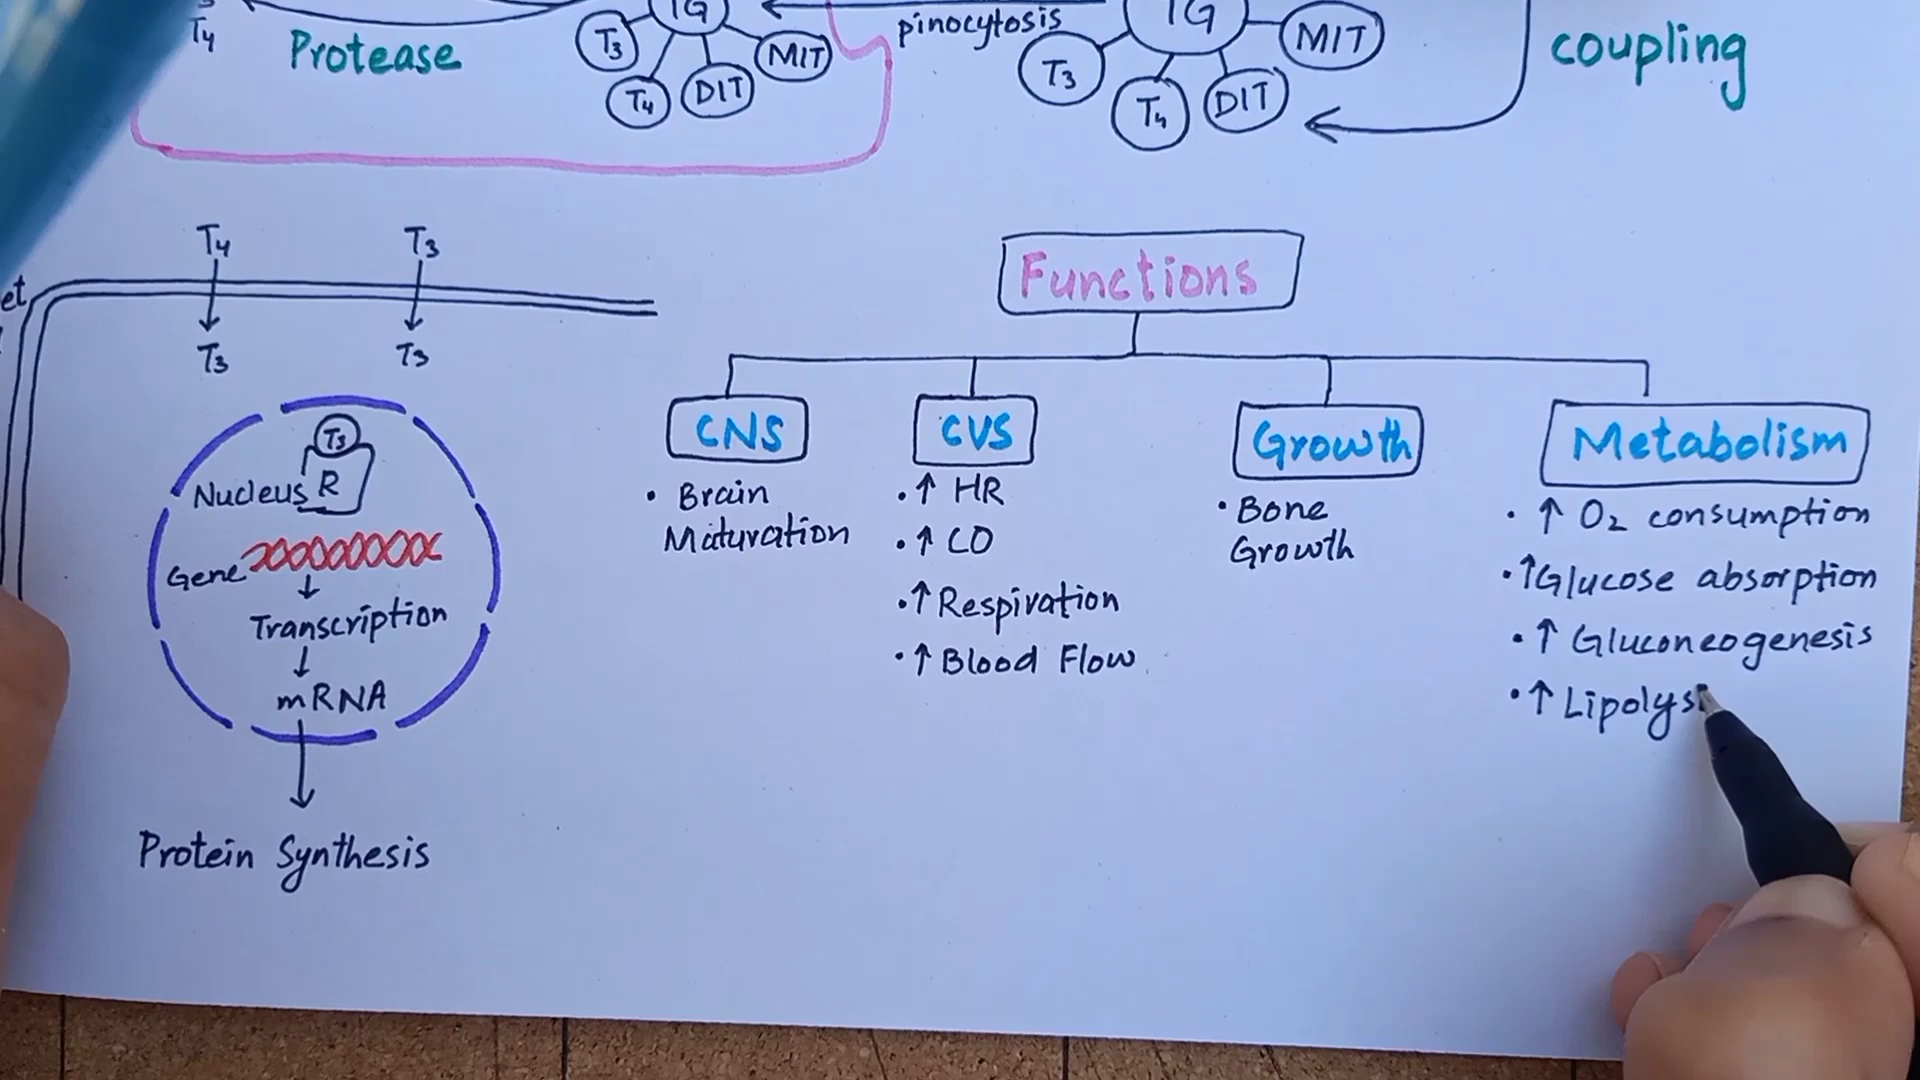 TG
TG
T4
Protease
T3
T4
DIT
MIT
pinocytosis
T3
T4
DIT
MIT
coupling
T4
T3
et
T3
T3
T3
Nucleus R
Gene
Transcription
mRNA
Protein Synthesis
Functions
CNS
• Brain
Maturation
CVS
• ↑ HR
• ↑ CO
• ↑ Respiration
• ↑ Blood Flow
Growth
• Bone
Growth
Metabolism
• ↑ O2 consumption
• ↑ Glucose absorption
• ↑ Gluconeogenesis
• ↑ Lipolys